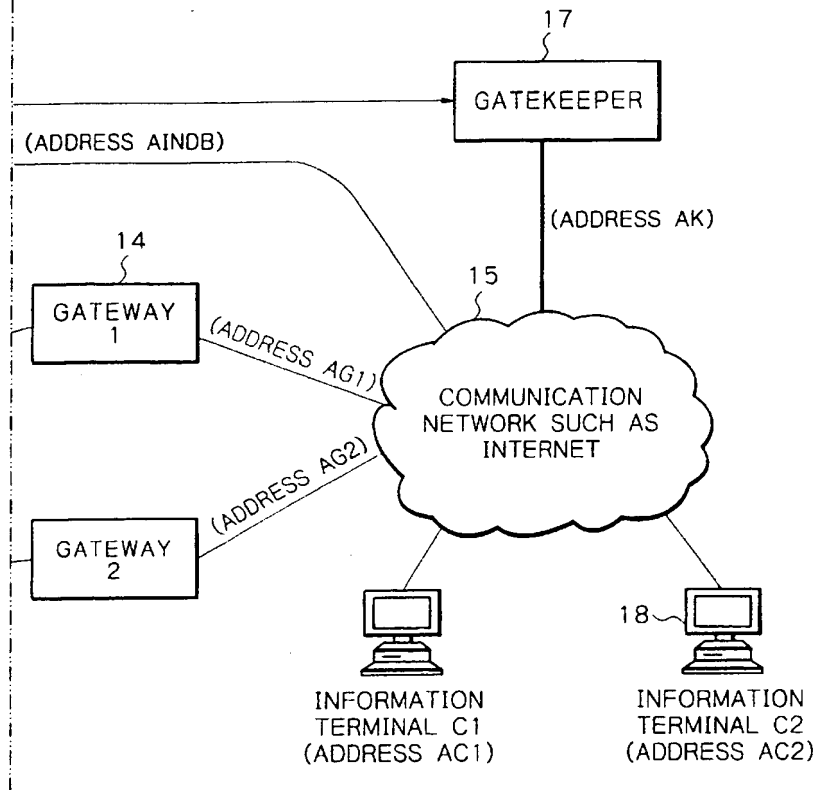 17
GATEKEEPER
(ADDRESS AINDB)
(ADDRESS AK)
14
GATEWAY
1
(ADDRESS AG1)
15
COMMUNICATION
NETWORK SUCH AS
INTERNET
(ADDRESS AG2)
GATEWAY
2
18
INFORMATION
TERMINAL C1
(ADDRESS AC1)
INFORMATION
TERMINAL C2
(ADDRESS AC2)